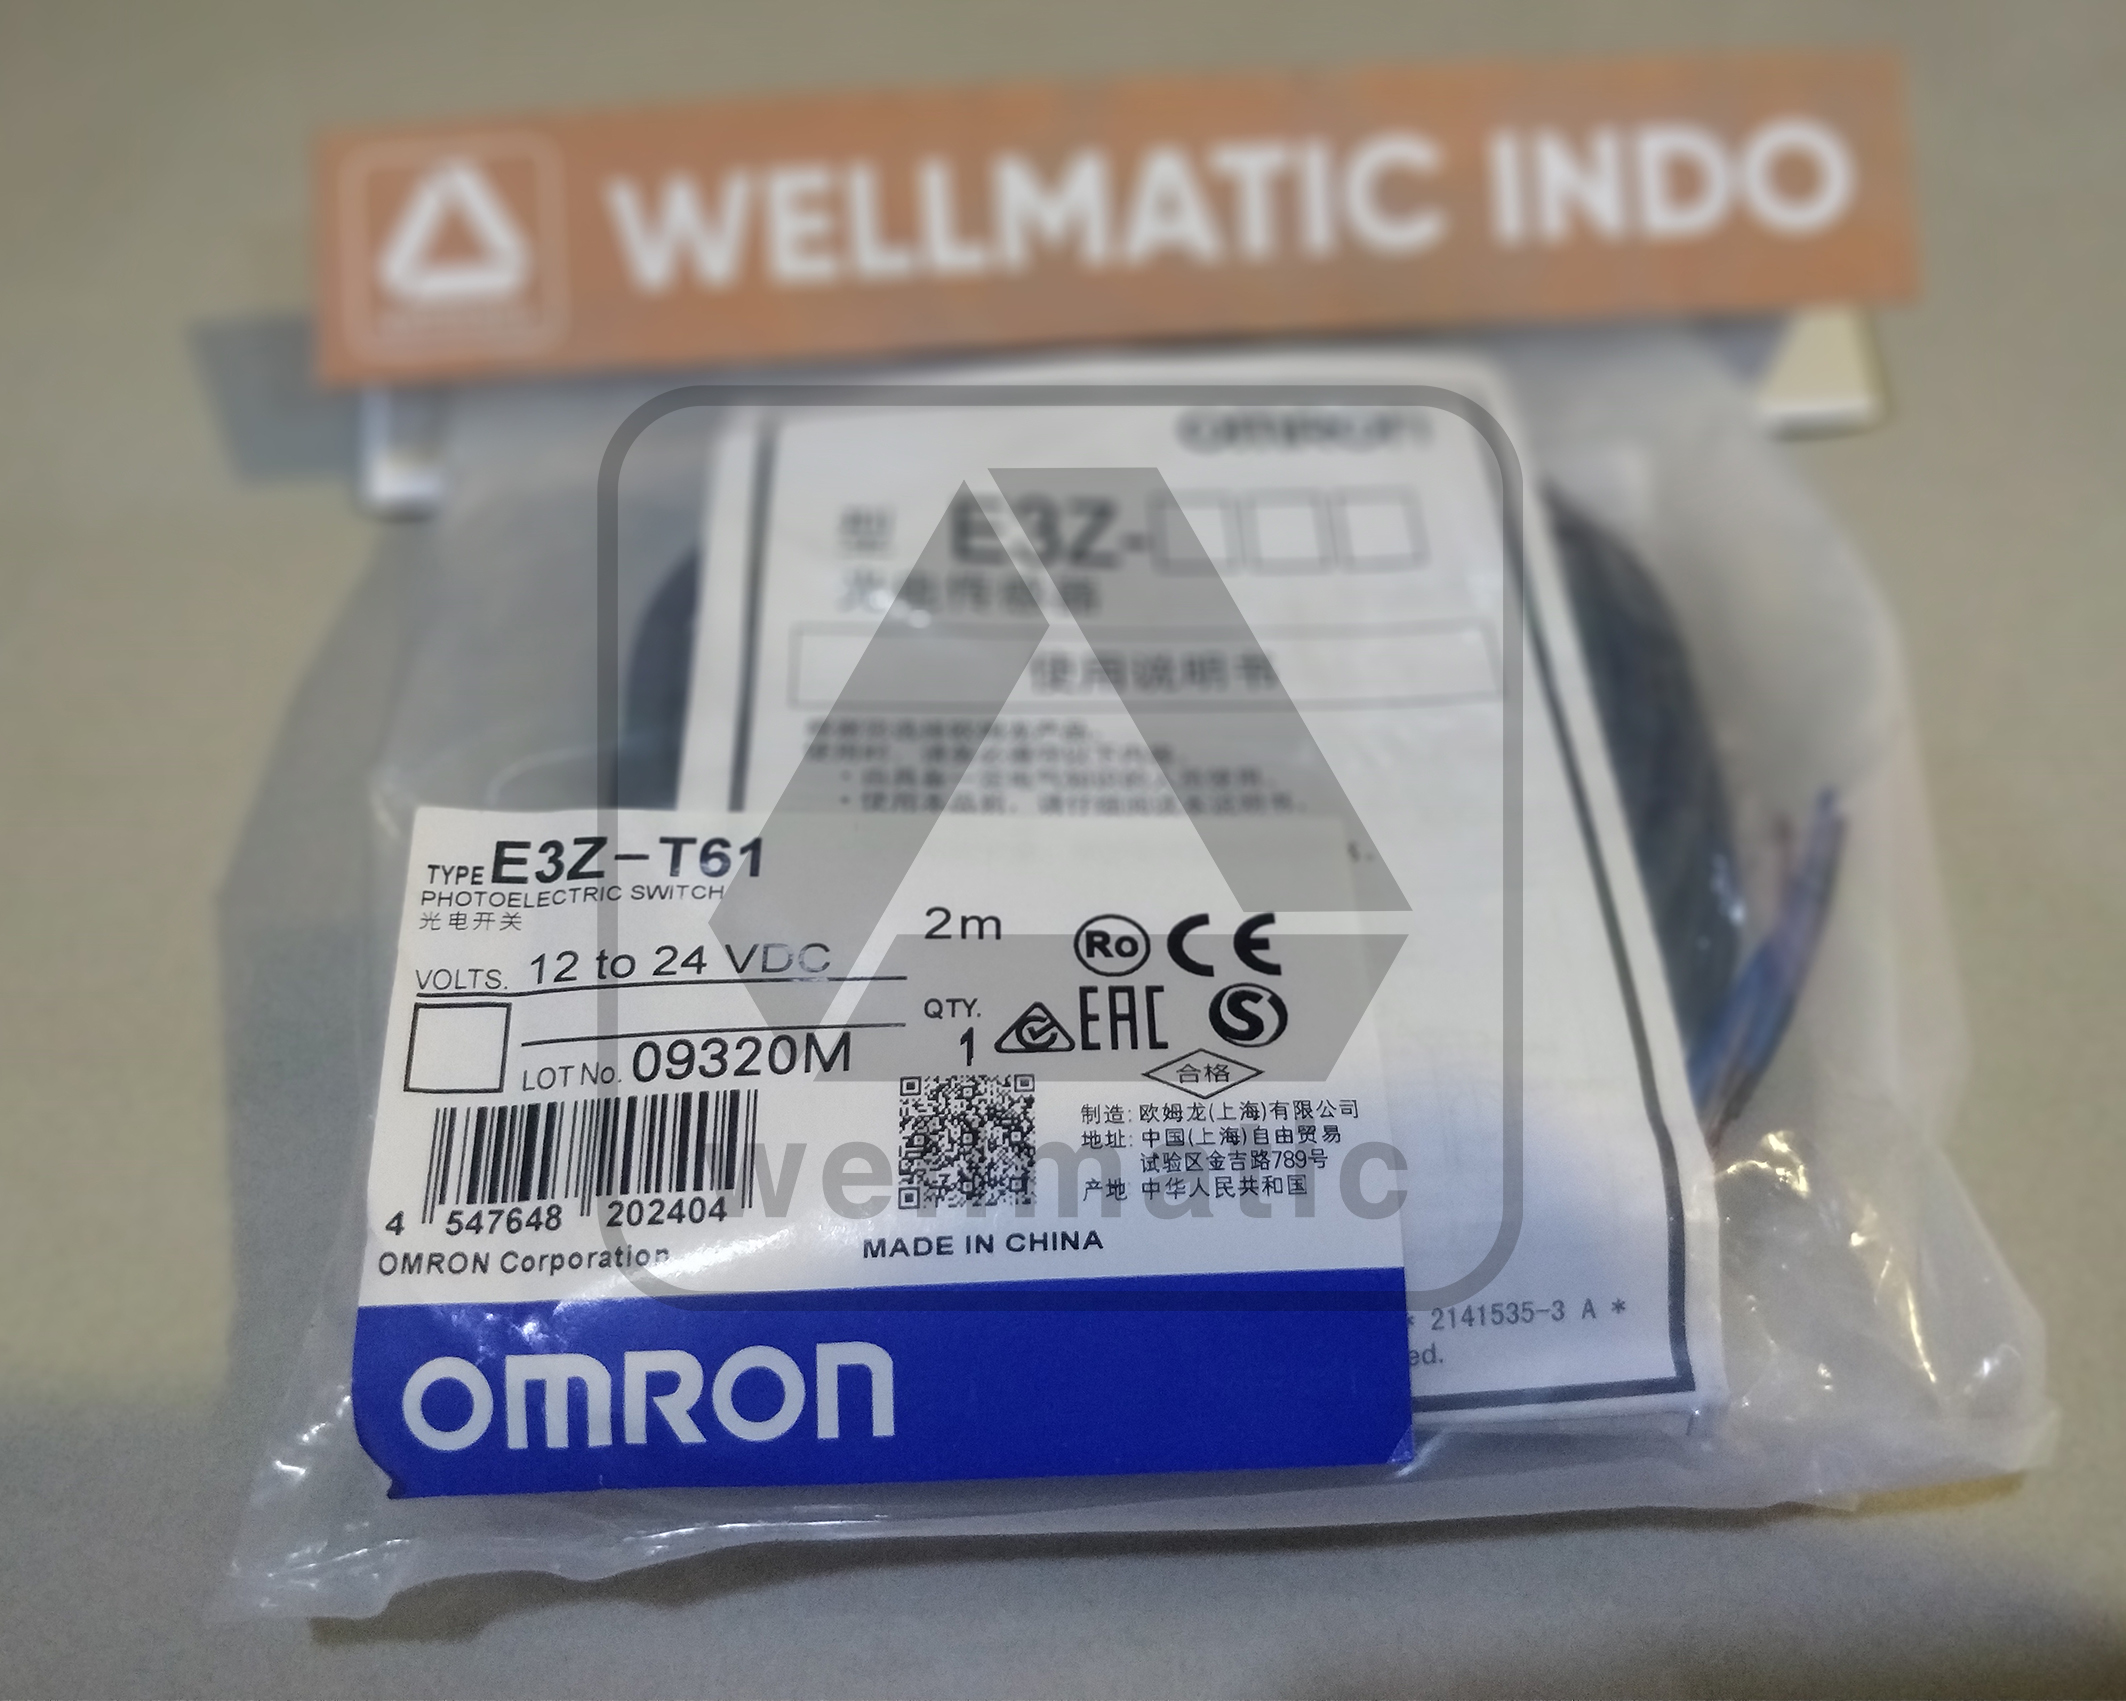 WELLMATIC INDO
OMRON
型 E3Z-□□□
光电传感器
使用说明书
TYPE E3Z-T61
PHOTOELECTRIC SWITCH
光电开关
VOLTS. 12 to 24 VDC
2m
Ro CE
QTY.
1
EAC S
LOT No. 09320M
合格
制造: 欧姆龙(上海)有限公司
地址: 中国(上海)自由贸易
试验区金吉路789号
产地 中华人民共和国
4 547648 202404
OMRON Corporation
MADE IN CHINA
OMRON
* 2141535-3 A *
ed.
wellmatic